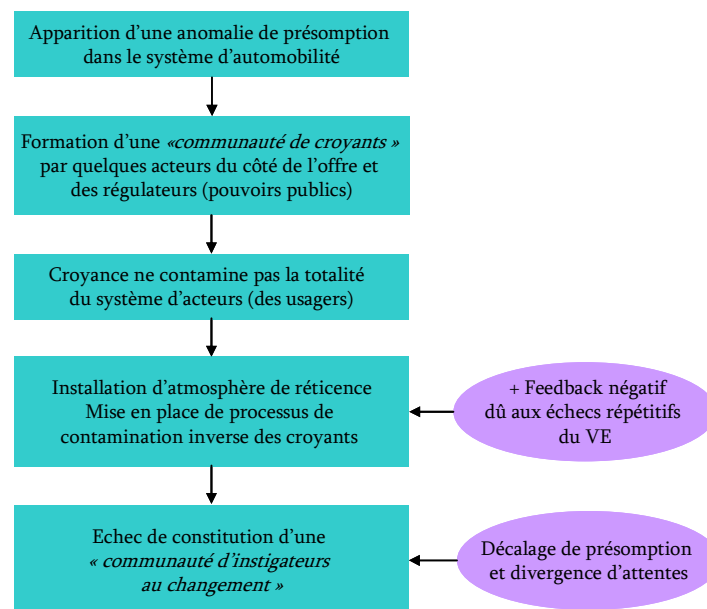 Apparition d'une anomalie de présomption
dans le système d'automobilité
Formation d'une «communauté de croyants »
par quelques acteurs du côté de l'offre et
des régulateurs (pouvoirs publics)
Croyance ne contamine pas la totalité
du système d'acteurs (des usagers)
Installation d'atmosphère de réticence
Mise en place de processus de
contamination inverse des croyants
+ Feedback négatif
dû aux échecs répétitifs
du VE
Echec de constitution d'une
« communauté d'instigateurs
au changement »
Décalage de présomption
et divergence d'attentes